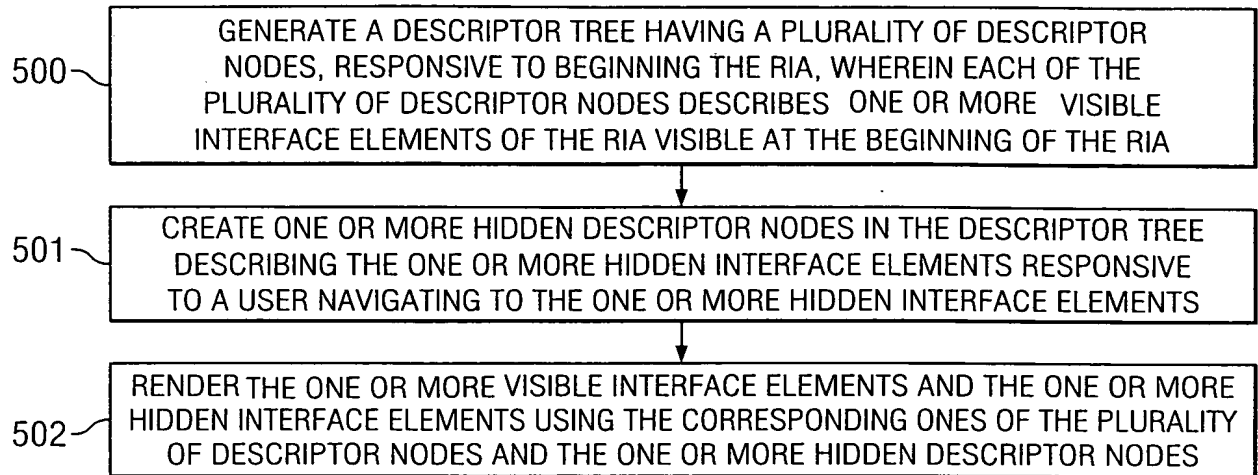 500
GENERATE A DESCRIPTOR TREE HAVING A PLURALITY OF DESCRIPTOR
NODES, RESPONSIVE TO BEGINNING THE RIA, WHEREIN EACH OF THE
PLURALITY OF DESCRIPTOR NODES DESCRIBES ONE OR MORE VISIBLE
INTERFACE ELEMENTS OF THE RIA VISIBLE AT THE BEGINNING OF THE RIA
501
CREATE ONE OR MORE HIDDEN DESCRIPTOR NODES IN THE DESCRIPTOR TREE
DESCRIBING THE ONE OR MORE HIDDEN INTERFACE ELEMENTS RESPONSIVE
TO A USER NAVIGATING TO THE ONE OR MORE HIDDEN INTERFACE ELEMENTS
502
RENDER THE ONE OR MORE VISIBLE INTERFACE ELEMENTS AND THE ONE OR MORE
HIDDEN INTERFACE ELEMENTS USING THE CORRESPONDING ONES OF THE PLURALITY
OF DESCRIPTOR NODES AND THE ONE OR MORE HIDDEN DESCRIPTOR NODES